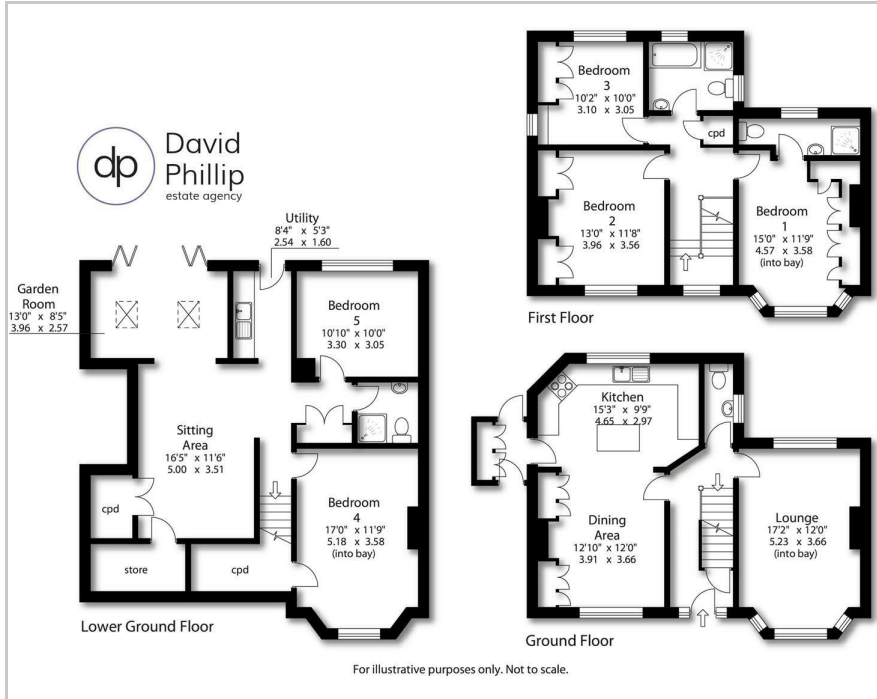 dp
David
Phillip
estate agency
Utility
8'4" x 5'3"
2.54 x 1.60
Garden
Room
13'0" x 8'5"
3.96 x 2.57
Bedroom
5
10'10" x 10'0"
3.30 x 3.05
Sitting
Area
16'5" x 11'6"
5.00 x 3.51
cpd
store
cpd
Bedroom
4
17'0" x 11'9"
5.18 x 3.58
(into bay)
Lower Ground Floor
Bedroom
3
10'2" x 10'0"
3.10 x 3.05
cpd
Bedroom
2
13'0" x 11'8"
3.96 x 3.56
Bedroom
1
15'0" x 11'9"
4.57 x 3.58
(into bay)
First Floor
Kitchen
15'3" x 9'9"
4.65 x 2.97
Dining
Area
12'10" x 12'0"
3.91 x 3.66
Lounge
17'2" x 12'0"
5.23 x 3.66
(into bay)
Ground Floor
For illustrative purposes only. Not to scale.